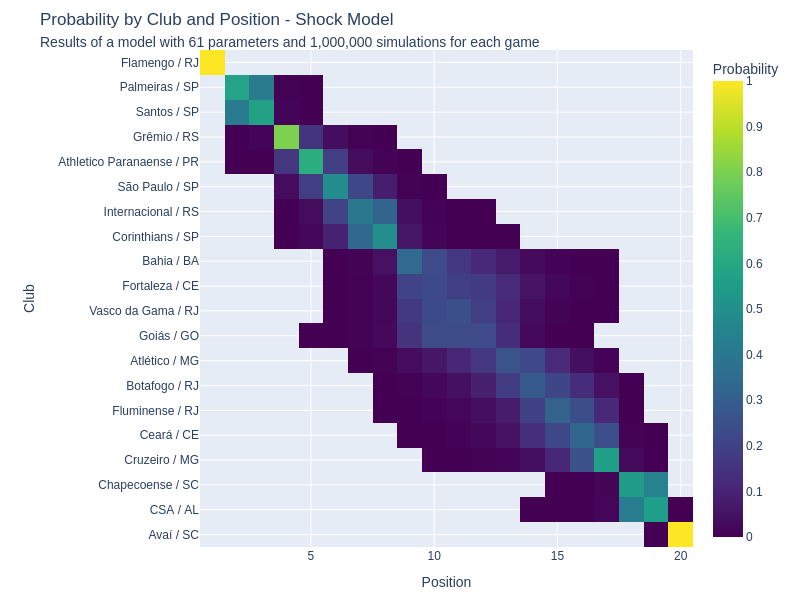 Probability by Club and Position - Shock Model
Results of a model with 61 parameters and 1,000,000 simulations for each game
Probability
Flamengo / RJ
Palmeiras / SP
Santos / SP
Grêmio / RS
Athletico Paranaense / PR
São Paulo / SP
Internacional / RS
Corinthians / SP
Bahia / BA
Fortaleza / CE
Vasco da Gama / RJ
Goiás / GO
Atlético / MG
Botafogo / RJ
Fluminense / RJ
Ceará / CE
Cruzeiro / MG
Chapecoense / SC
CSA / AL
Avaí / SC
Club
5
10
15
20
Position
1
0.9
0.8
0.7
0.6
0.5
0.4
0.3
0.2
0.1
0